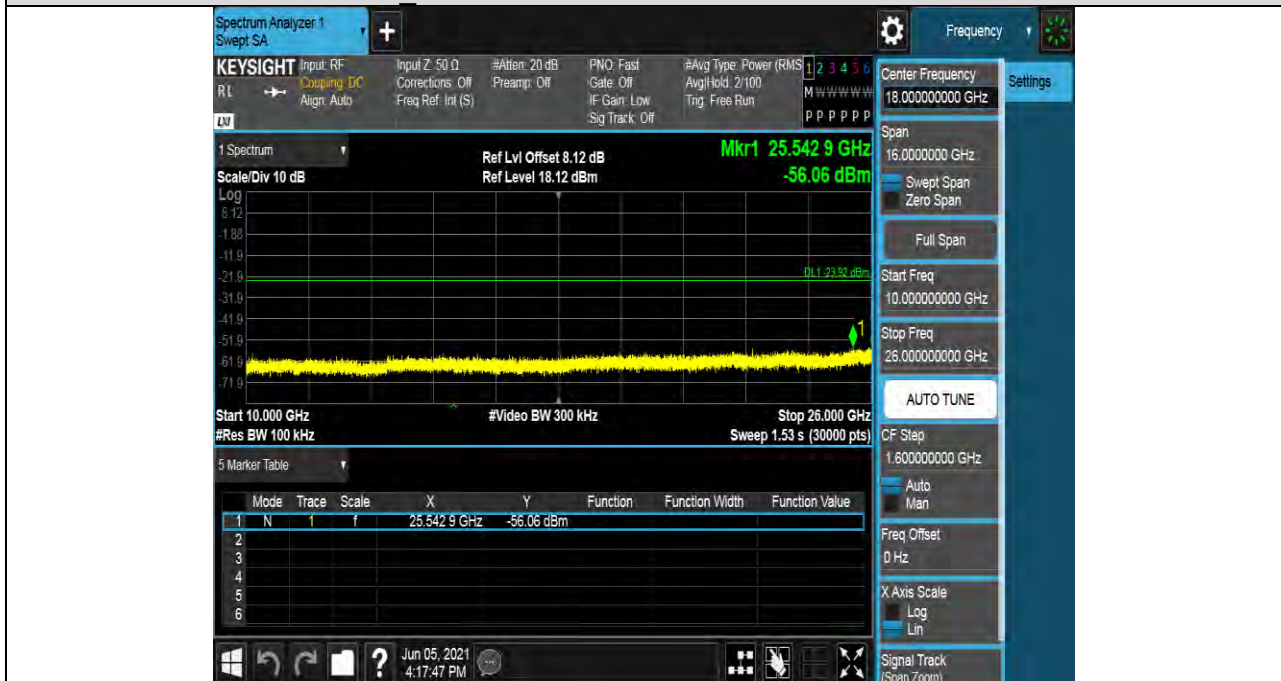 Spectrum Analyzer 1
Swept SA
+
Frequency
KEYSIGHT
Input: RF
Coupling: DC
Align: Auto
Input Z: 50 Ω
Corrections: Off
Freq Ref: Int (S)
#Atten: 20 dB
Preamp: Off
PNO: Fast
Gate: Off
IF Gain: Low
Sig Track: Off
#Avg Type: Power (RMS
Avg|Hold: 2/100
Trig: Free Run
1 2 3 4 5 6
M W W W W W
P P P P P P
RL
LXI
Center Frequency
18.000000000 GHz
Settings
1 Spectrum
Scale/Div 10 dB
Ref Lvl Offset 8.12 dB
Ref Level 18.12 dBm
Mkr1 25.542 9 GHz
-56.06 dBm
Span
16.0000000 GHz
Swept Span
Zero Span
Full Span
Log
8.12
-1.88
-11.9
-21.9
-31.9
-41.9
-51.9
-61.9
-71.9
DL1 -23.92 dBm
1
Start Freq
10.000000000 GHz
Stop Freq
26.000000000 GHz
AUTO TUNE
Start 10.000 GHz
#Video BW 300 kHz
Stop 26.000 GHz
#Res BW 100 kHz
Sweep 1.53 s (30000 pts)
CF Step
1.600000000 GHz
Auto
Man
5 Marker Table
Mode Trace Scale X Y Function Function Width Function Value
1 N 1 f 25.542 9 GHz -56.06 dBm
2
3
4
5
6
Freq Offset
0 Hz
X Axis Scale
Log
Lin
Signal Track
(Span Zoom)
?
Jun 05, 2021
4:17:47 PM